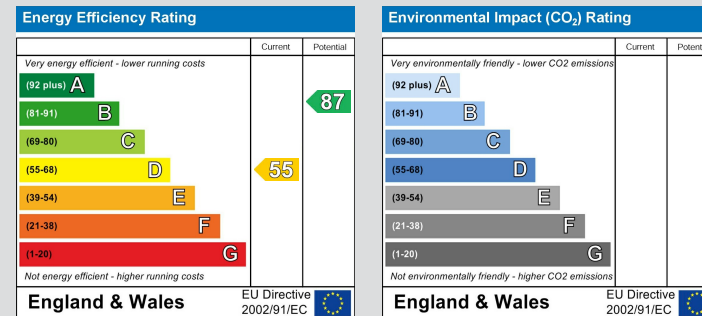 Energy Efficiency Rating
Current Potential
Very energy efficient - lower running costs
(92 plus) A
(81-91) B
87
(69-80) C
(55-68) D
55
(39-54) E
(21-38) F
(1-20) G
Not energy efficient - higher running costs
England & Wales
EU Directive
2002/91/EC
Environmental Impact (CO₂) Rating
Current Potent
Very environmentally friendly - lower CO2 emissions
(92 plus) A
(81-91) B
(69-80) C
(55-68) D
(39-54) E
(21-38) F
(1-20) G
Not environmentally friendly - higher CO2 emissions
England & Wales
EU Directive
2002/91/EC